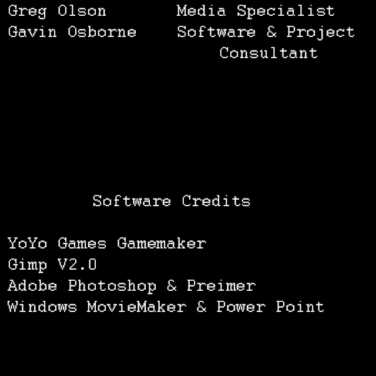 Greg Olson Media Specialist
Gavin Osborne Software & Project
Consultant
Software Credits
YoYo Games Gamemaker
Gimp V2.0
Adobe Photoshop & Preimer
Windows MovieMaker & Power Point